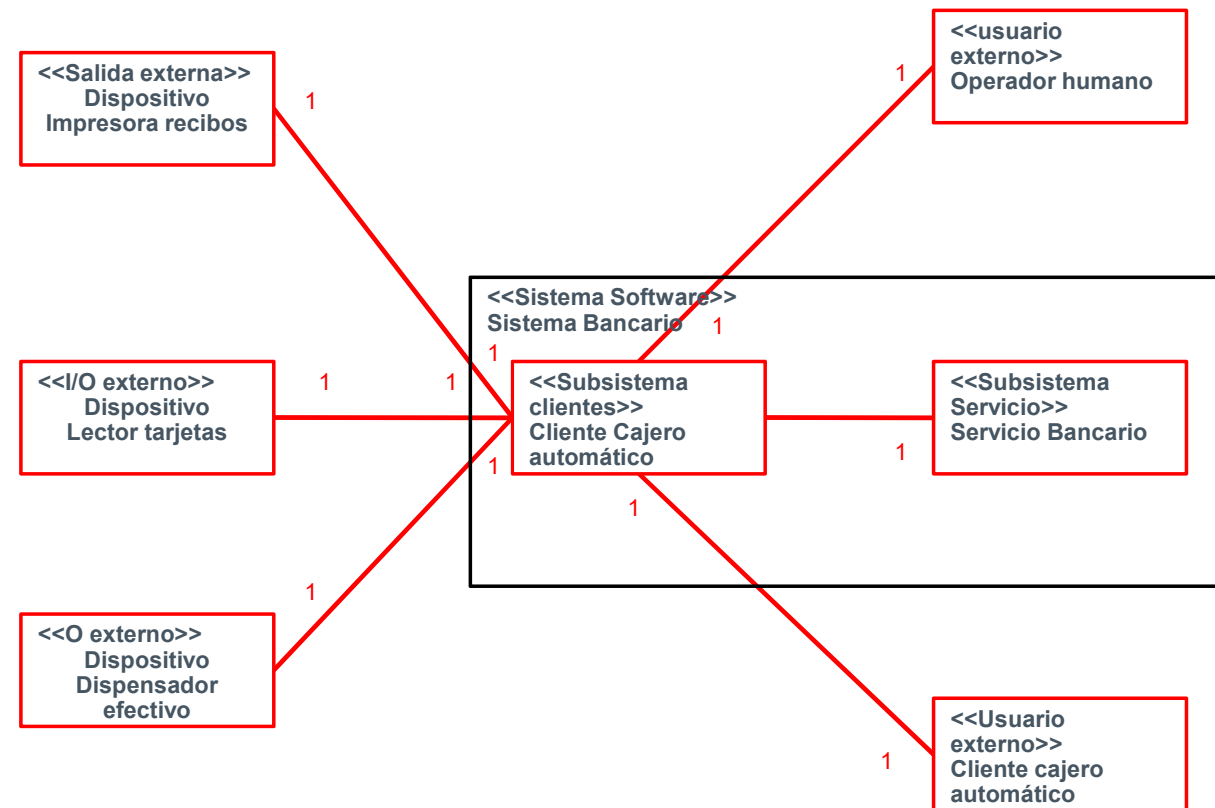 <<usuario
externo>>
Operador humano
1
<<Salida externa>>
Dispositivo
Impresora recibos
1
<<Sistema Software>>
Sistema Bancario
1
1
<<I/O externo>>
Dispositivo
Lector tarjetas
1
1
<<Subsistema
clientes>>
Cliente Cajero
automático
1
<<Subsistema
Servicio>>
Servicio Bancario
1
1
<<O externo>>
Dispositivo
Dispensador
efectivo
1
<<Usuario
externo>>
Cliente cajero
automático
1